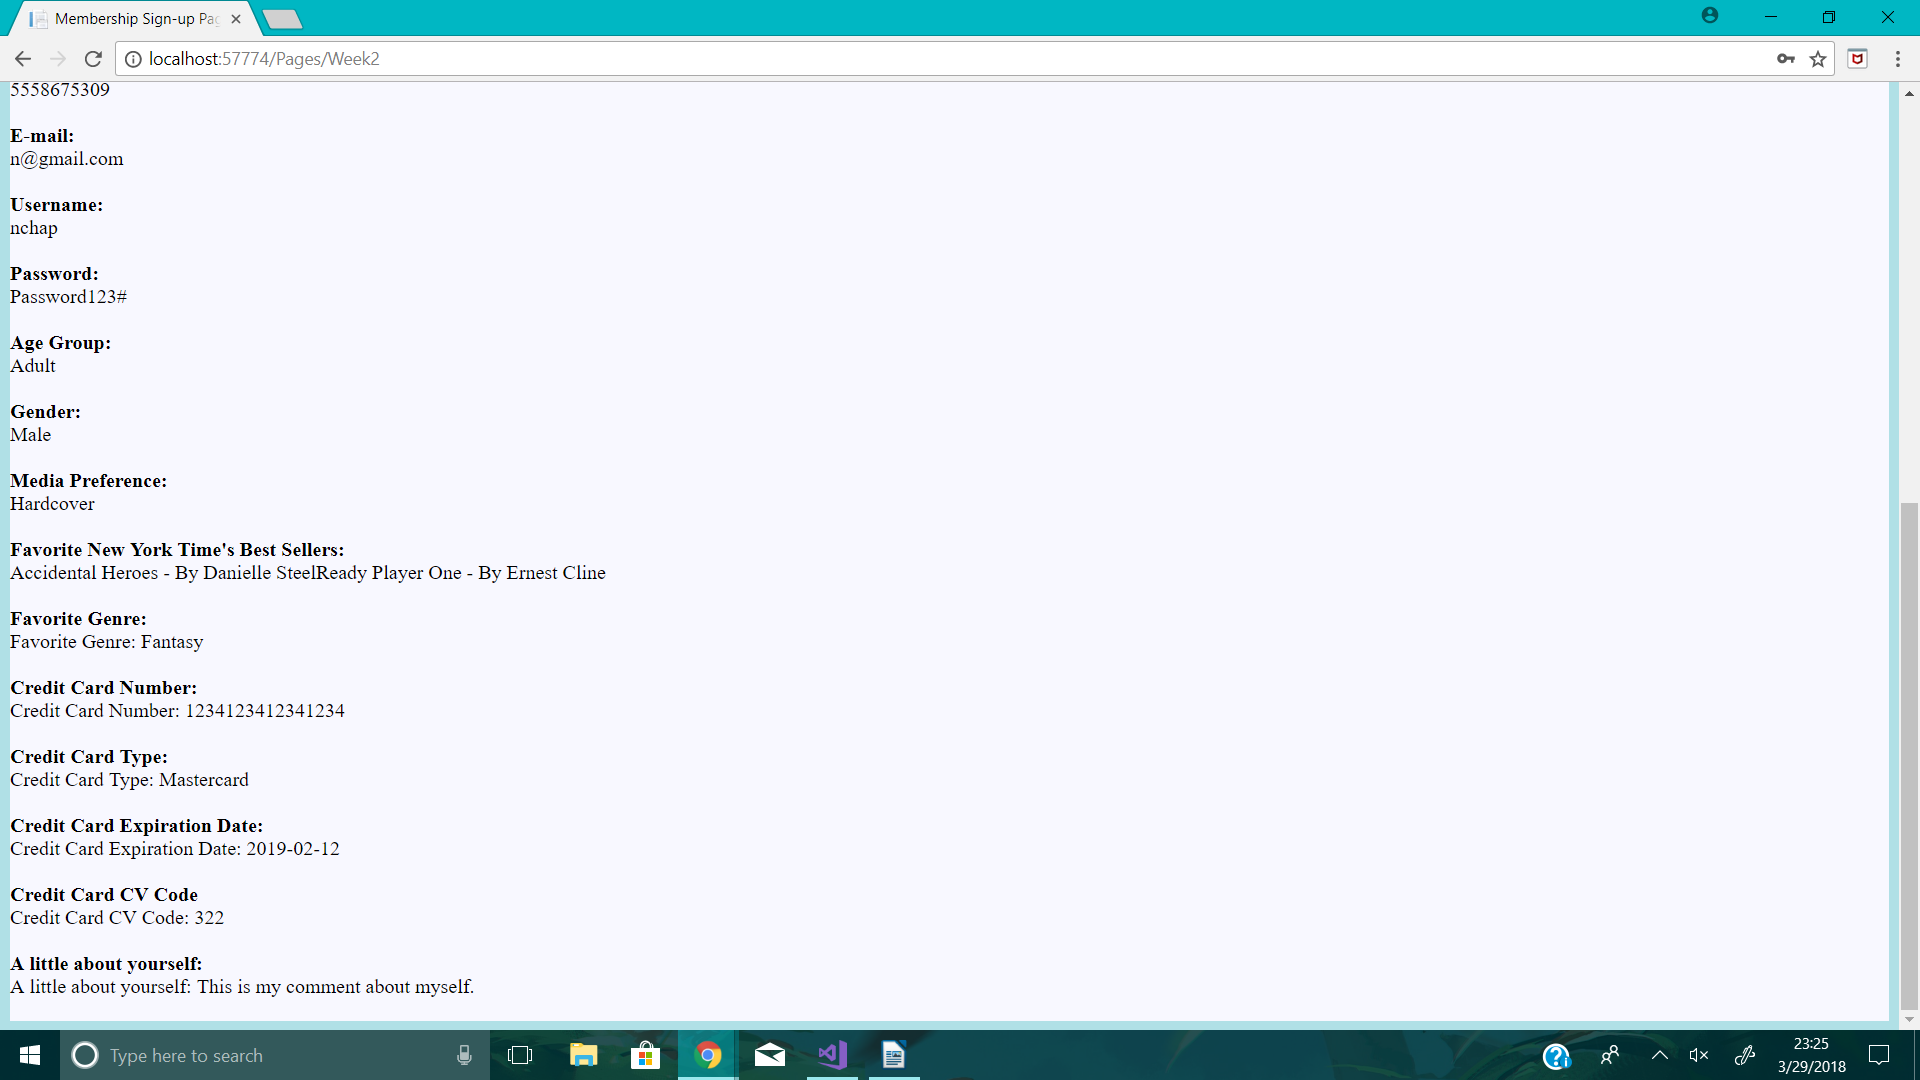 Membership Sign-up Pag
localhost:57774/Pages/Week2
5558675309
E-mail:
n@gmail.com
Username:
nchap
Password:
Password123#
Age Group:
Adult
Gender:
Male
Media Preference:
Hardcover
Favorite New York Time's Best Sellers:
Accidental Heroes - By Danielle SteelReady Player One - By Ernest Cline
Favorite Genre:
Favorite Genre: Fantasy
Credit Card Number:
Credit Card Number: 1234123412341234
Credit Card Type:
Credit Card Type: Mastercard
Credit Card Expiration Date:
Credit Card Expiration Date: 2019-02-12
Credit Card CV Code
Credit Card CV Code: 322
A little about yourself:
A little about yourself: This is my comment about myself.
Type here to search
23:25
3/29/2018